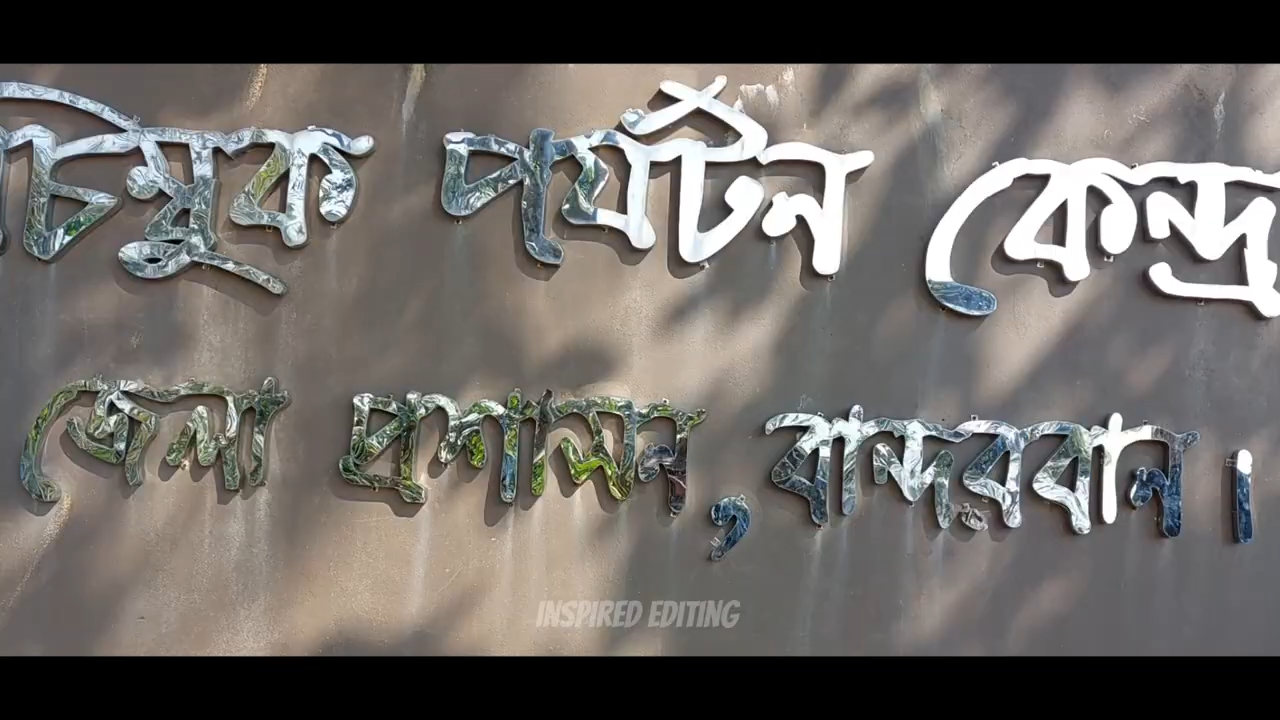 চিম্বুক পর্যটন কেন্দ্র
জেলা প্রশাসন, বান্দরবান।
INSPIRED EDITING